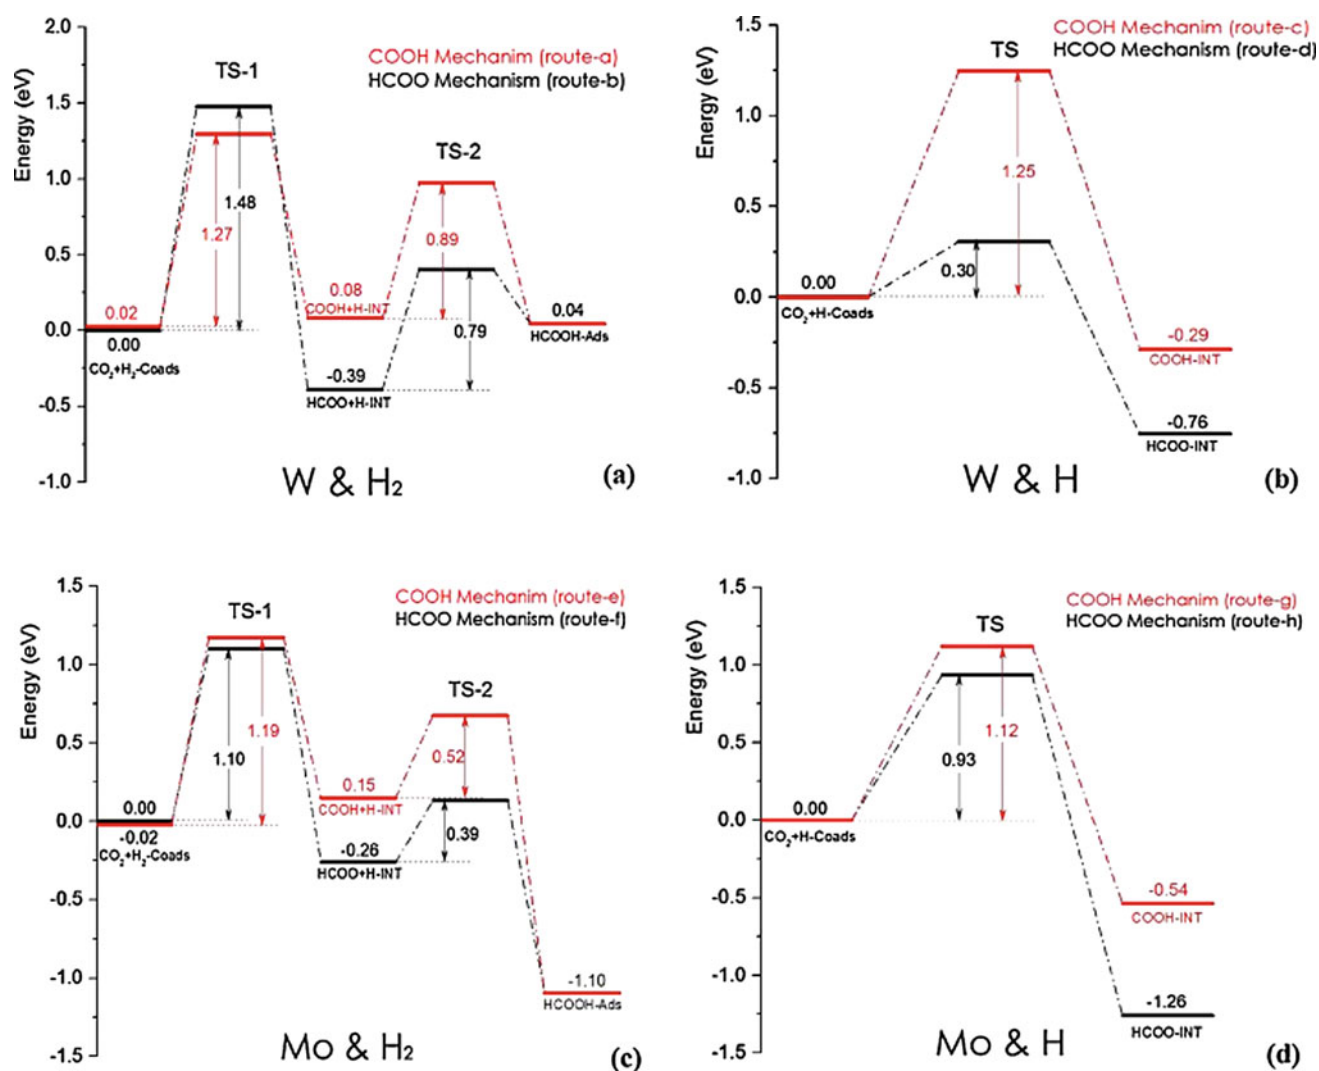 COOH Mechanim (route-a)
HCOO Mechanism (route-b)
TS-1
TS-2
Energy (eV)
2.0
1.5
1.0
0.5
0.0
-0.5
-1.0
1.48
1.27
0.89
0.79
0.02
0.00
CO2+H2-Coads
0.08
COOH+H-INT
-0.39
HCOO+H-INT
0.04
HCOOH-Ads
W & H2
(a)
COOH Mechanim (route-c)
HCOO Mechanism (route-d)
TS
Energy (eV)
1.5
1.0
0.5
0.0
-0.5
-1.0
1.25
0.30
0.00
CO2+H-Coads
-0.29
COOH-INT
-0.76
HCOO-INT
W & H
(b)
COOH Mechanim (route-e)
HCOO Mechanism (route-f)
TS-1
TS-2
Energy (eV)
1.5
1.0
0.5
0.0
-0.5
-1.0
-1.5
1.19
1.10
0.52
0.39
0.00
-0.02
CO2+H2-Coads
0.15
COOH+H-INT
-0.26
HCOO+H-INT
-1.10
HCOOH-Ads
Mo & H2
(c)
COOH Mechanim (route-g)
HCOO Mechanism (route-h)
TS
Energy (eV)
1.5
1.0
0.5
0.0
-0.5
-1.0
-1.5
0.93
1.12
0.00
CO2+H-Coads
-0.54
COOH-INT
-1.26
HCOO-INT
Mo & H
(d)